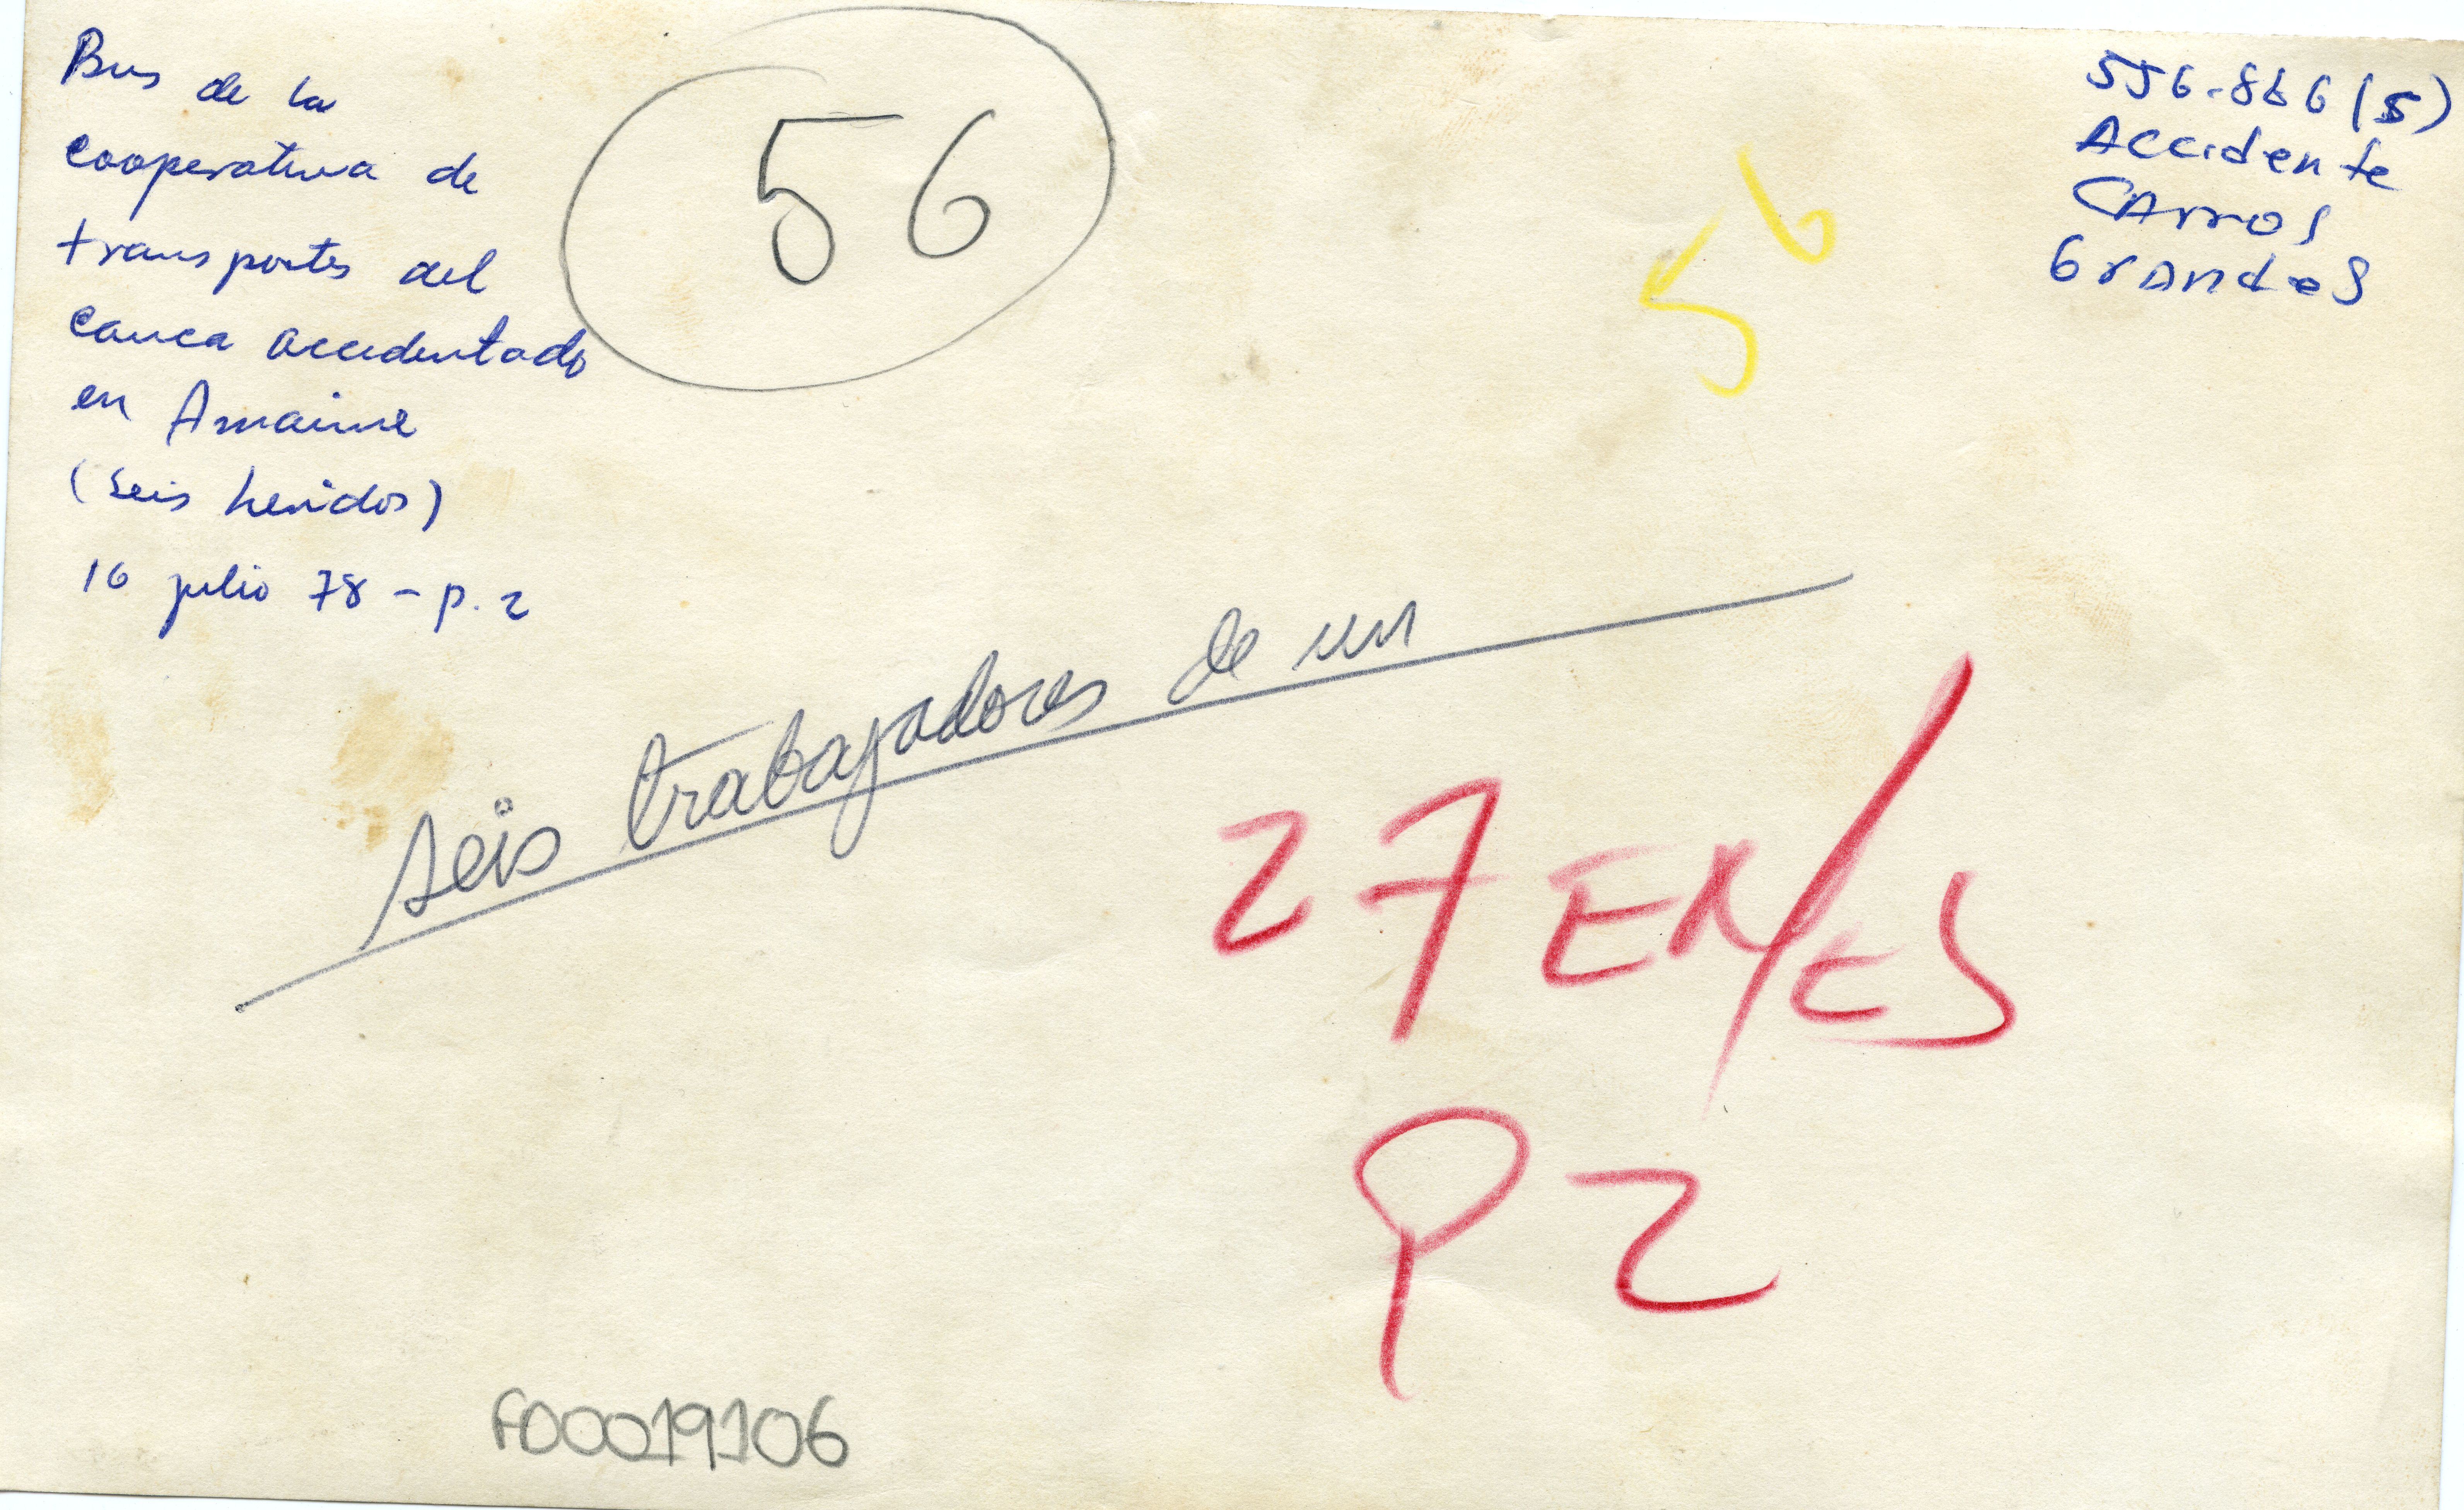 Bus de la
cooperativa de
transportes del
cauca accidentado
en Amaime
(seis heridos)
16 julio 78 - p. 2
56
56
556-866 (5)
Accidente
CArros
GrAndes
seis trabajadores de un
27
P2
F00019106